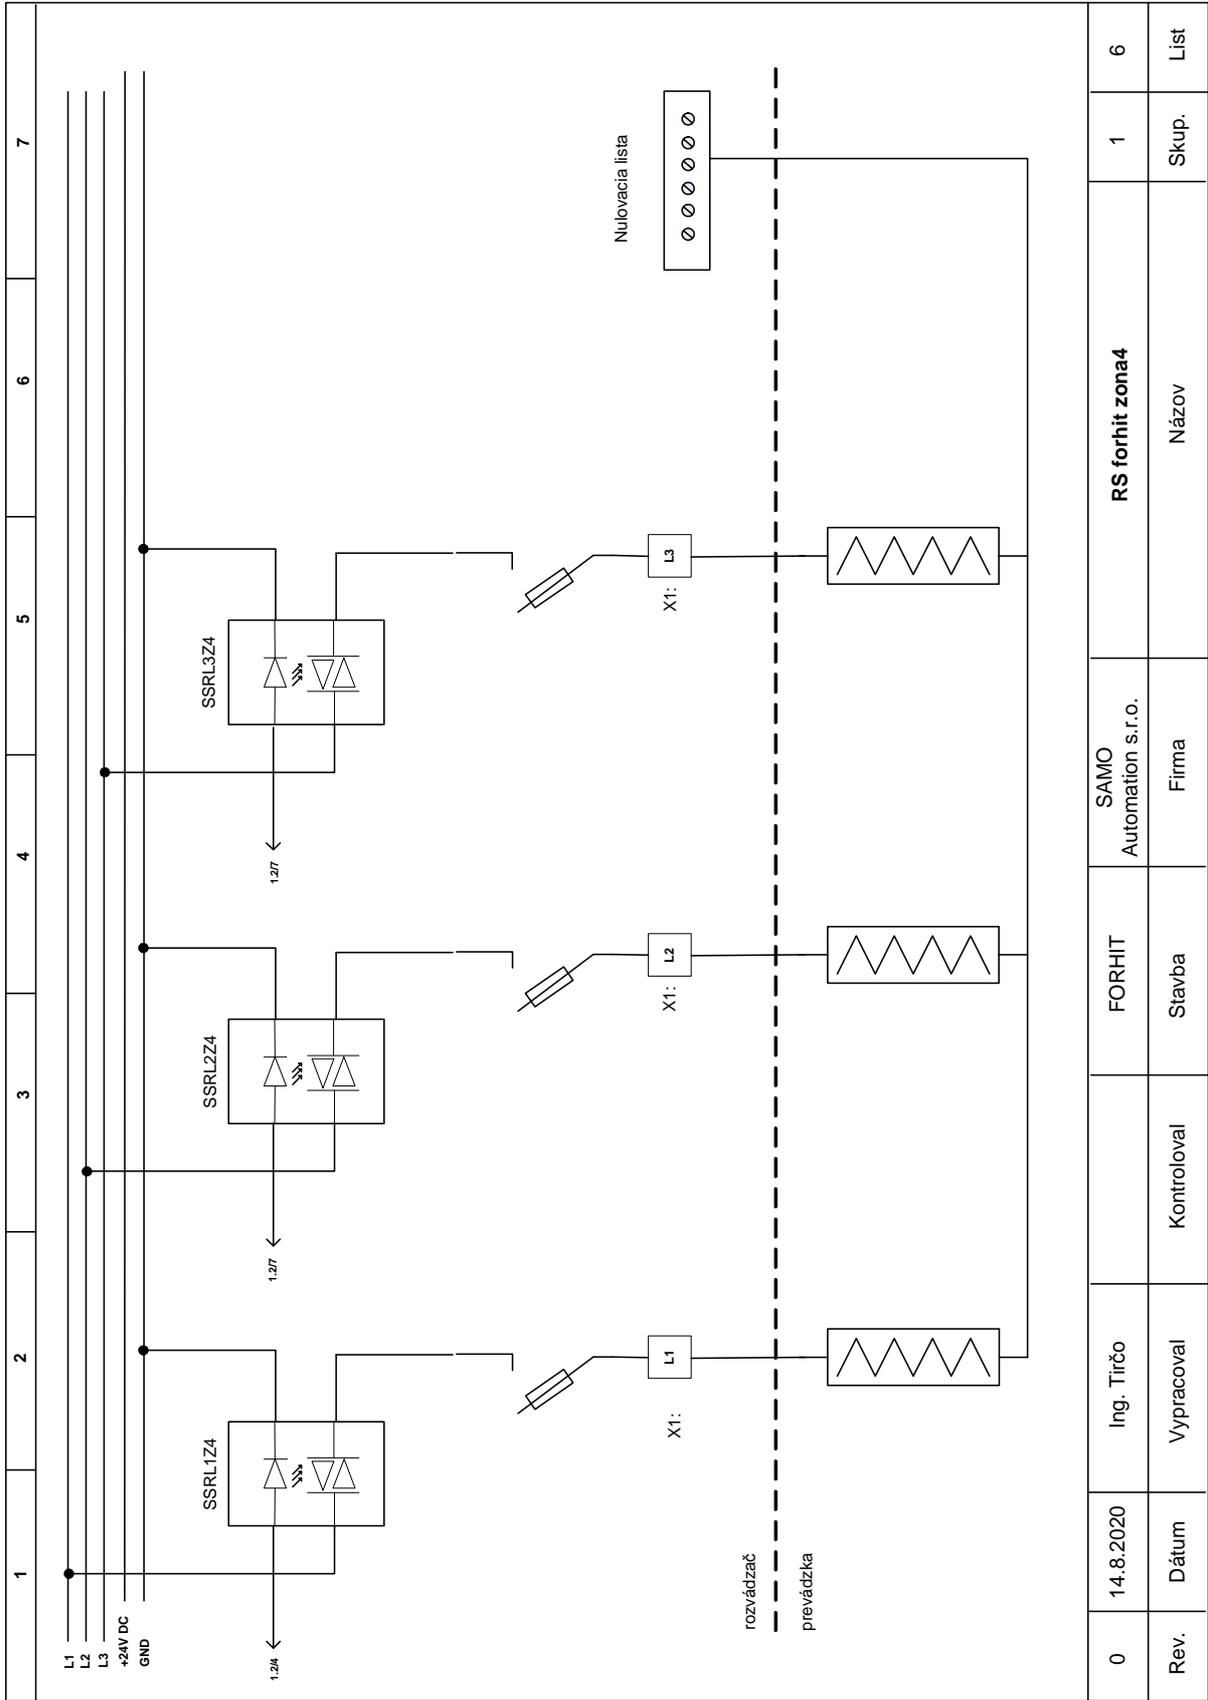 1 2 3 4 5 6 7
L1
L2
L3
+24V DC
GND
SSRL1Z4
SSRL2Z4
SSRL3Z4
1.2/4
1.2/7
1.2/7
Nulovacia lista
X1: L1
X1: L2
X1: L3
rozvádzač
prevádzka
0 14.8.2020 Ing. Tirčo FORHIT SAMO RS forhit zona4 1 6
Automation s.r.o.
Rev. Dátum Vypracoval Kontroloval Stavba Firma Názov Skup. List